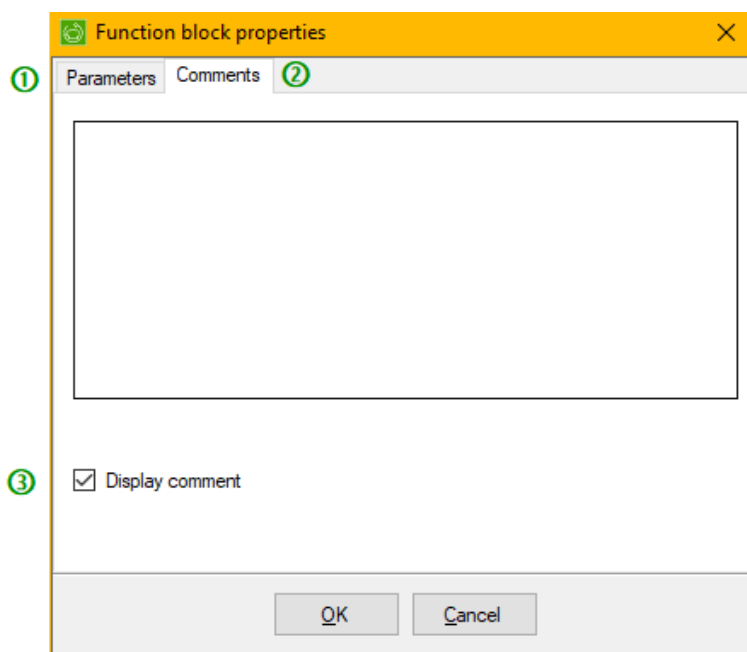 Function block properties
① Parameters Comments ②
③ Display comment
OK Cancel